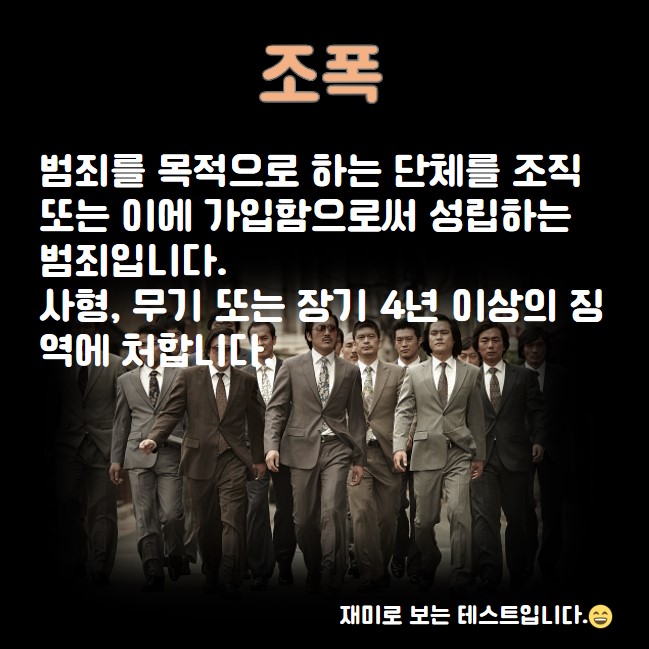 조폭
범죄를 목적으로 하는 단체를 조직
또는 이에 가입함으로써 성립하는
범죄입니다.
사형, 무기 또는 장기 4년 이상의 징
역에 처합니다.
재미로 보는 테스트입니다.😄